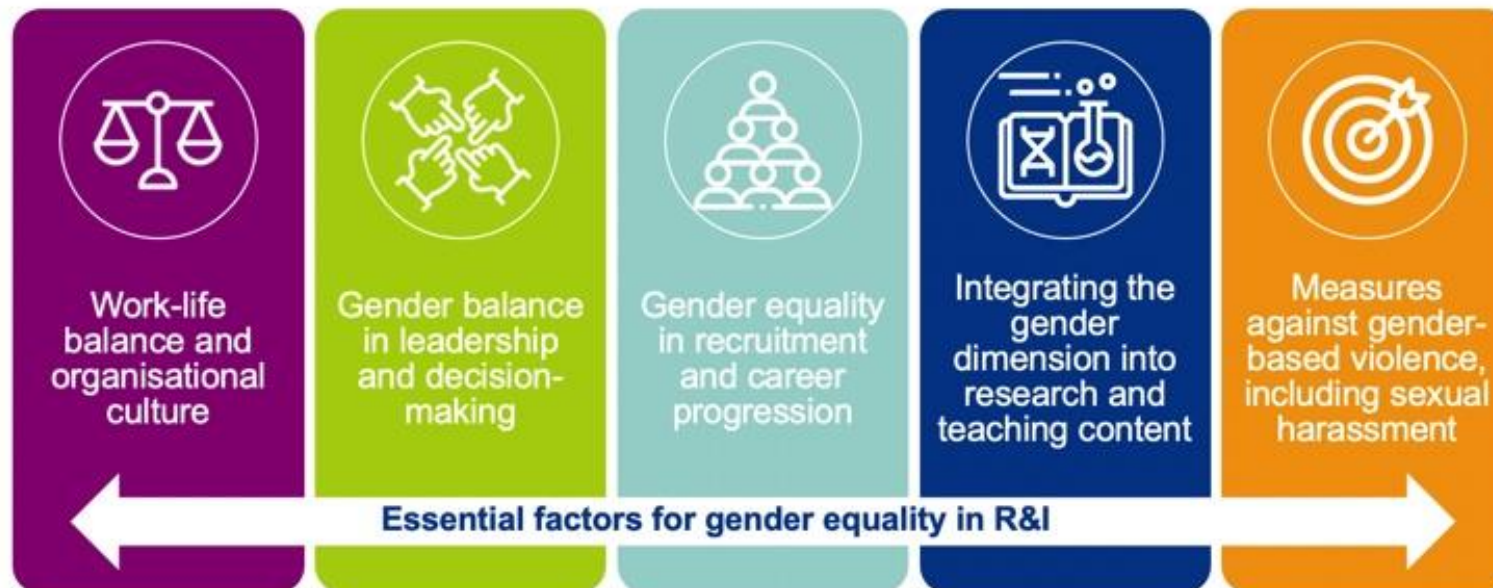 Work-life
balance and
organisational
culture
Gender balance
in leadership
and decision-
making
Gender equality
in recruitment
and career
progression
Integrating the
gender
dimension into
research and
teaching content
Measures
against gender-
based violence,
including sexual
harassment
Essential factors for gender equality in R&I